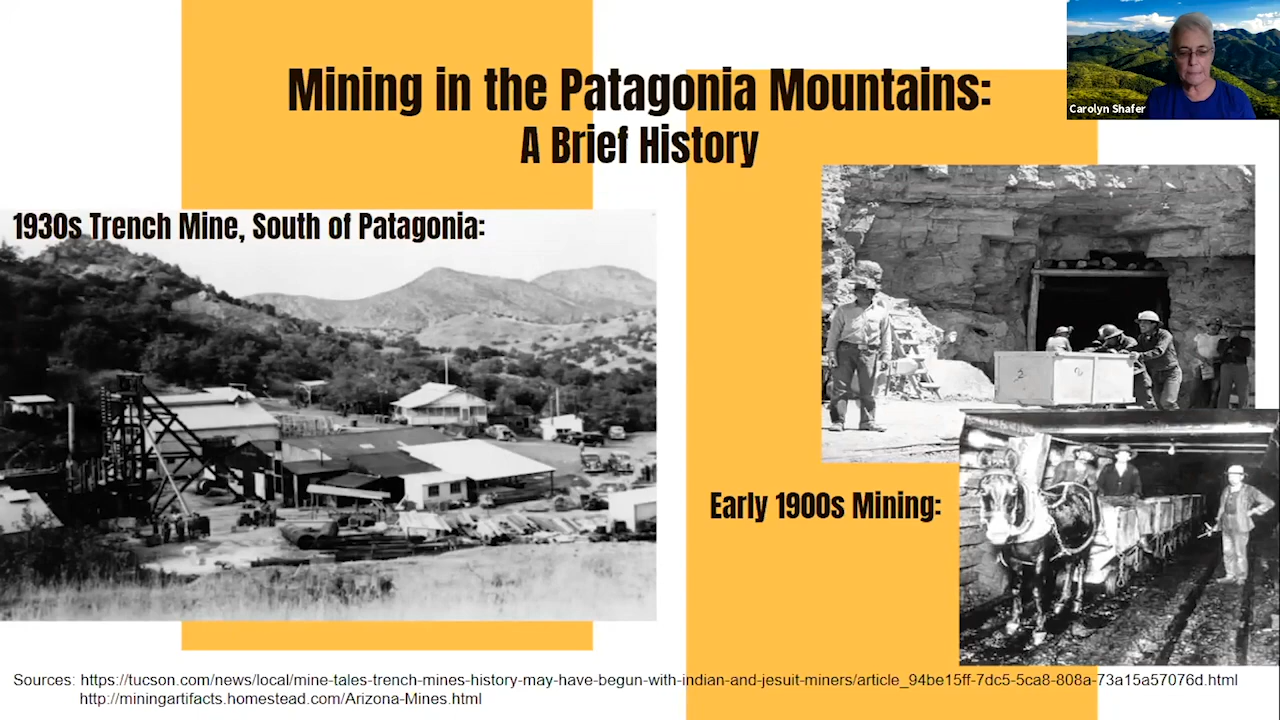 Mining in the Patagonia Mountains:
A Brief History
Carolyn Shafer
1930s Trench Mine, South of Patagonia:
Early 1900s Mining:
Sources: https://tucson.com/news/local/mine-tales-trench-mines-history-may-have-begun-with-indian-and-jesuit-miners/article_94be15ff-7dc5-5ca8-808a-73a15a57076d.html
http://miningartifacts.homestead.com/Arizona-Mines.html